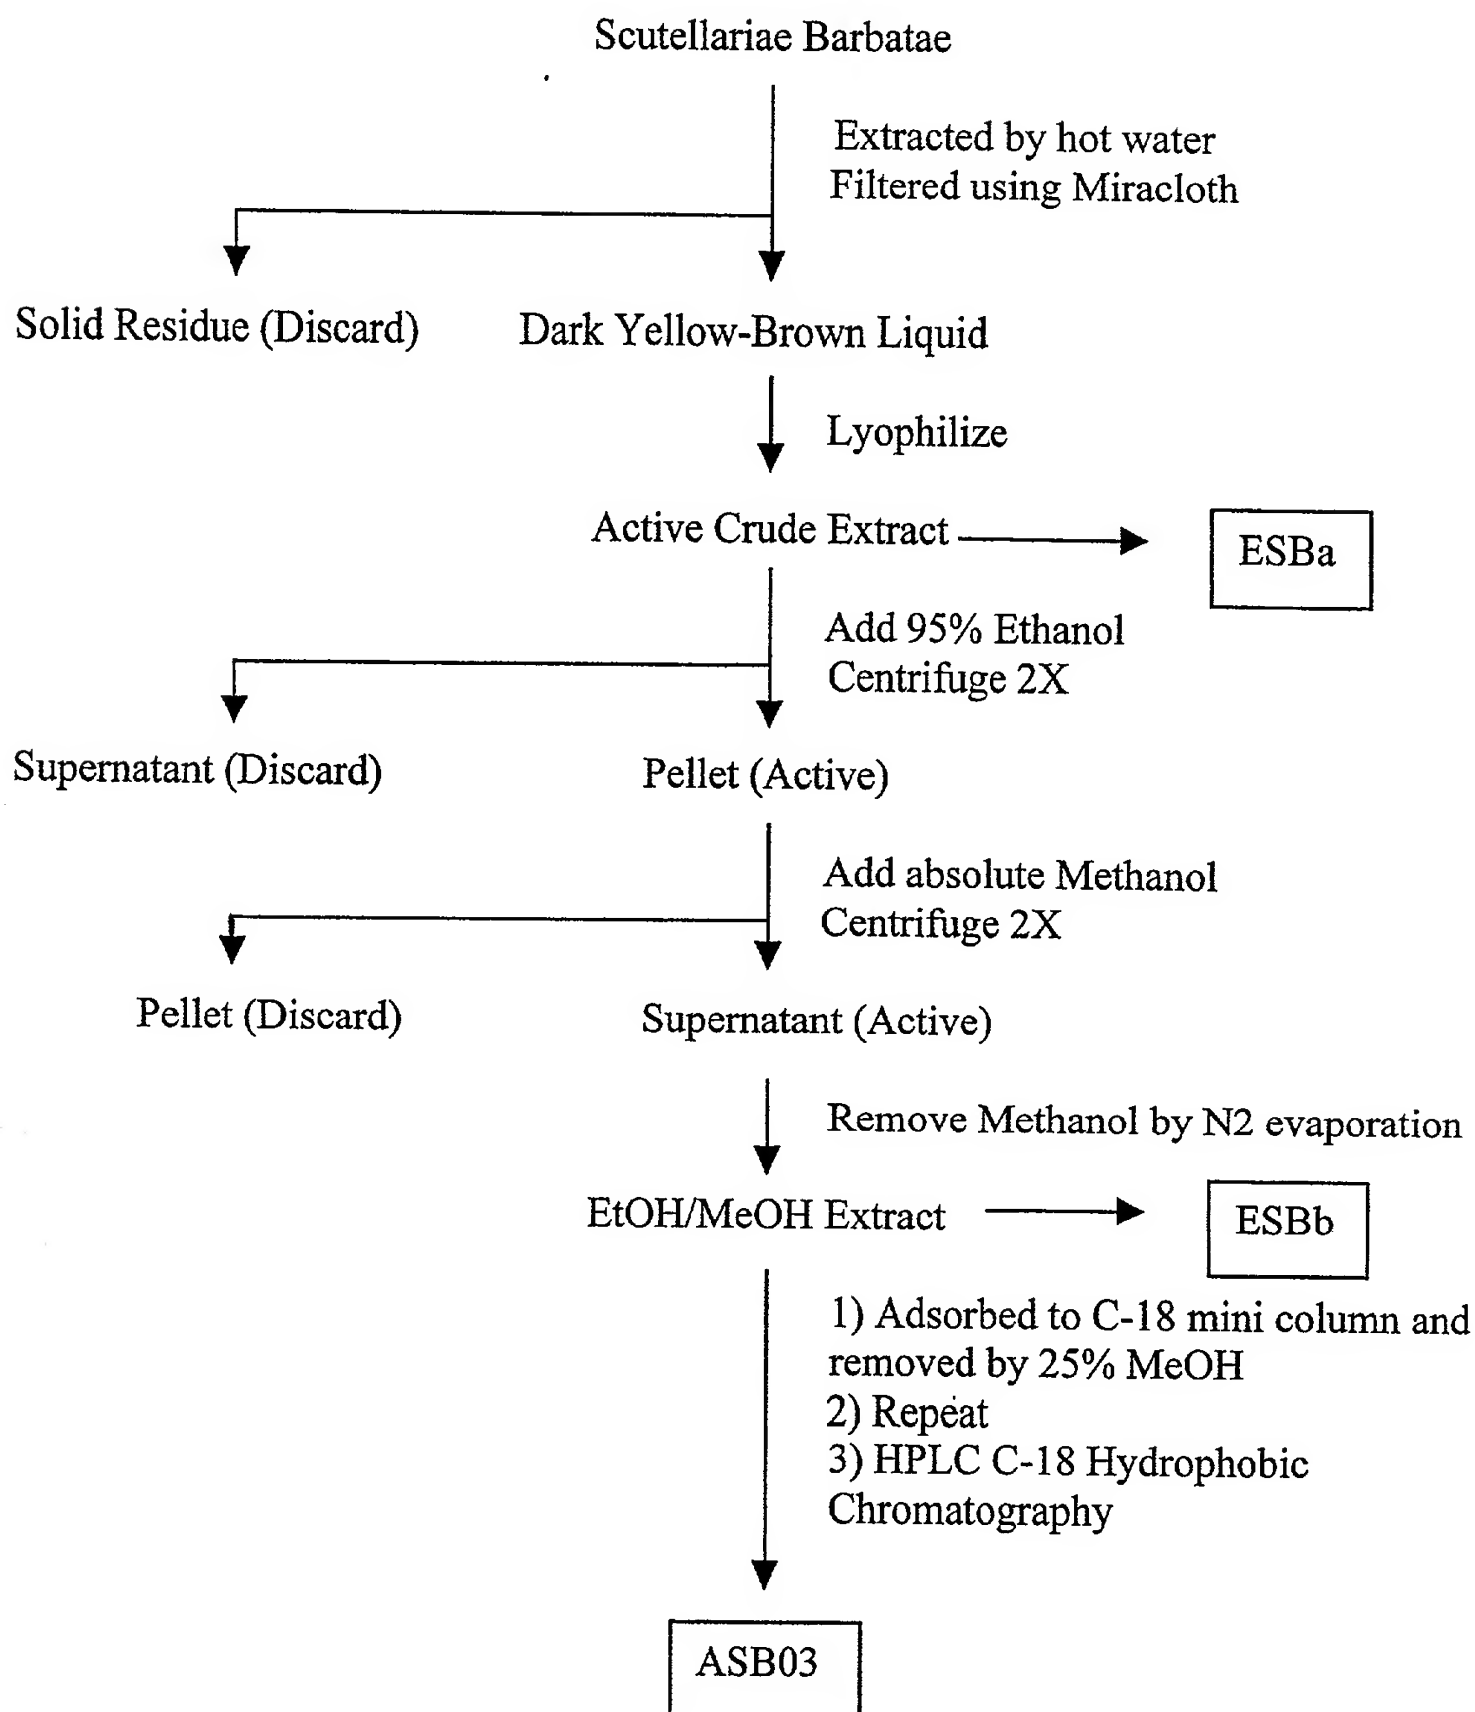 Scutellariae Barbatae
Extracted by hot water
Filtered using Miracloth
Solid Residue (Discard)
Dark Yellow-Brown Liquid
Lyophilize
Active Crude Extract
ESBa
Add 95% Ethanol
Centrifuge 2X
Supernatant (Discard)
Pellet (Active)
Add absolute Methanol
Centrifuge 2X
Pellet (Discard)
Supernatant (Active)
Remove Methanol by N2 evaporation
EtOH/MeOH Extract
ESBb
1) Adsorbed to C-18 mini column and
removed by 25% MeOH
2) Repeat
3) HPLC C-18 Hydrophobic
Chromatography
ASB03